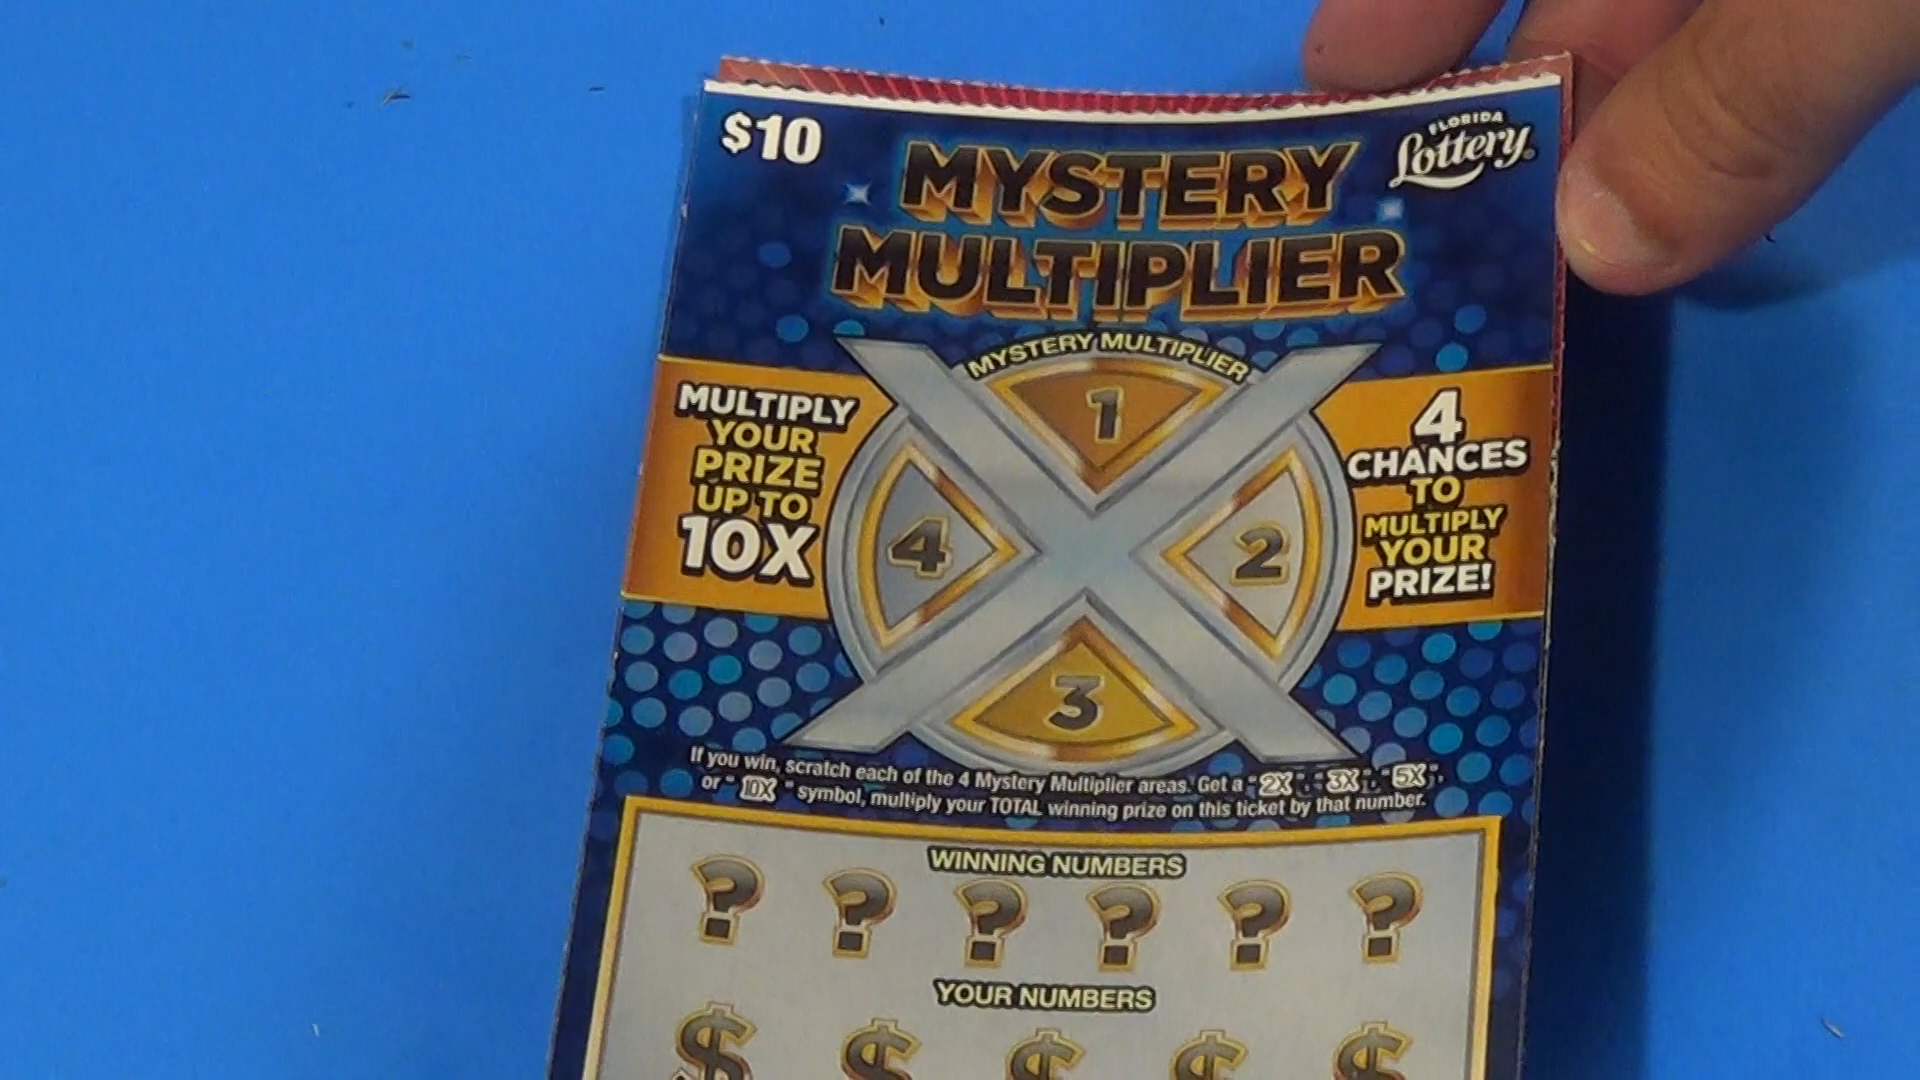 $10
FLORIDA
Lottery®
MYSTERY
MULTIPLIER
MYSTERY MULTIPLIER
MULTIPLY
YOUR
PRIZE
UP TO
10X
1
4
2
3
4
CHANCES
TO
MULTIPLY
YOUR
PRIZE!
If you win, scratch each of the 4 Mystery Multiplier areas. Get a "2X", "3X", "5X",
or "10X" symbol, multiply your TOTAL winning prize on this ticket by that number.
WINNING NUMBERS
? ? ? ? ? ?
YOUR NUMBERS
$ $ $ $ $